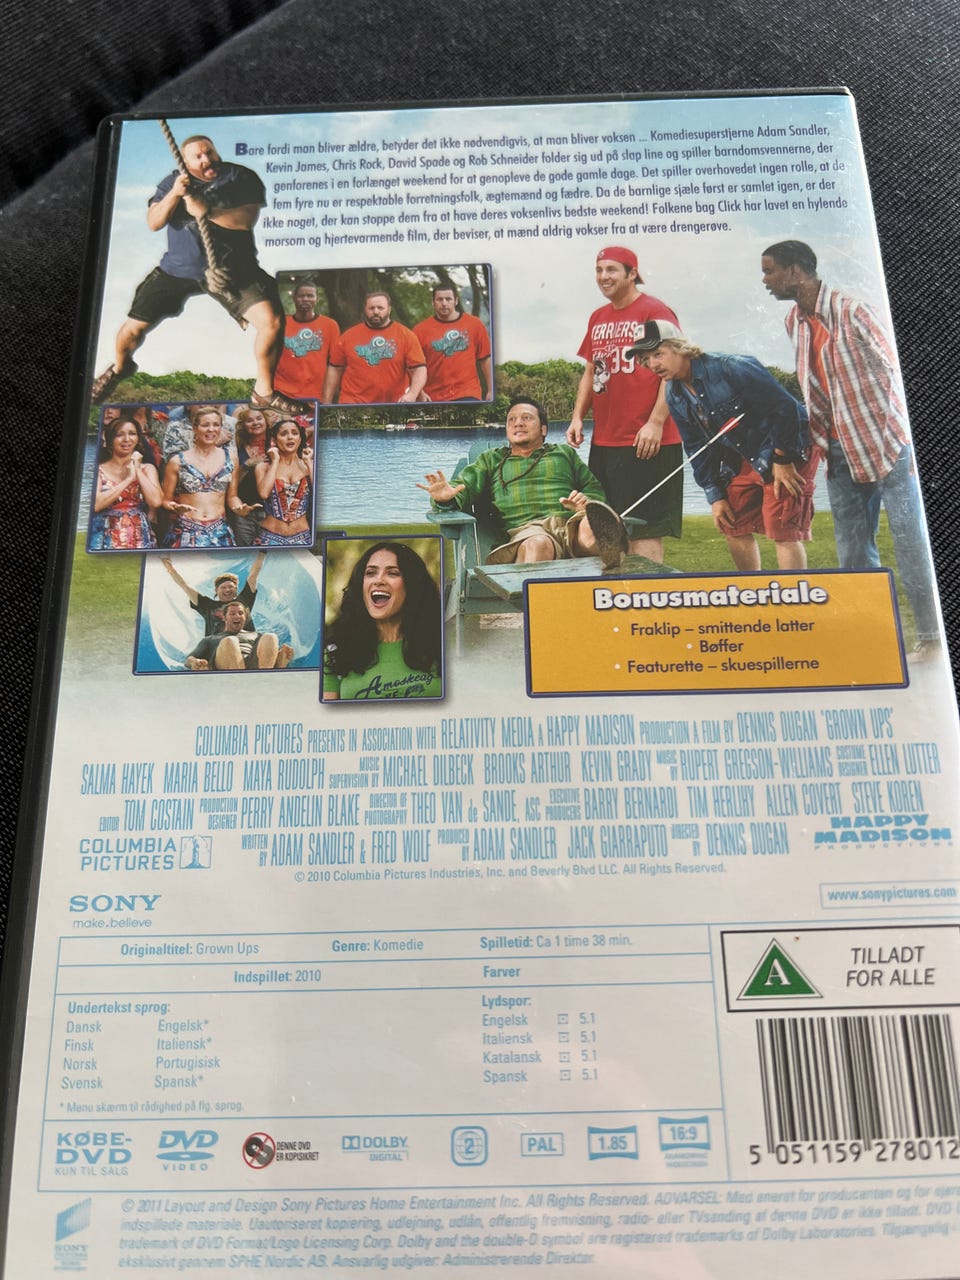 Bare fordi man bliver ældre, betyder det ikke nødvendigvis, at man bliver voksen ... Komediesuperstjerne Adam Sandler,
Kevin James, Chris Rock, David Spade og Rob Schneider folder sig ud på slap line og spiller barndomsvennerne, der
genforenes i en forlænget weekend for at genopleve de gode gamle dage. Det spiller overhovedet ingen rolle, at de
fem fyre nu er respektable forretningsfolk, ægtemænd og fædre. Da de barnlige sjæle først er samlet igen, er der
ikke noget, der kan stoppe dem fra at have deres voksenlivs bedste weekend! Folkene bag Click har lavet en hylende
morsom og hjertevarmende film, der beviser, at mænd aldrig vokser fra at være drengerøve.
TERRIERS
35
Amoskeag
Bonusmateriale
• Fraklip – smittende latter
• Bøffer
• Featurette – skuespillerne
COLUMBIA PICTURES PRESENTS IN ASSOCIATION WITH RELATIVITY MEDIA A HAPPY MADISON PRODUCTION A FILM BY DENNIS DUGAN "GROWN UPS"
SALMA HAYEK MARIA BELLO MAYA RUDOLPH MUSIC SUPERVISION BY MICHAEL DILBECK BROOKS ARTHUR KEVIN GRADY MUSIC BY RUPERT GREGSON-WILLIAMS COSTUME DESIGNER ELLEN LUTTER
EDITOR TOM COSTAIN PRODUCTION DESIGNER PERRY ANDELIN BLAKE DIRECTOR OF PHOTOGRAPHY THEO VAN de SANDE, ASC EXECUTIVE PRODUCERS BARRY BERNARDI TIM HERLIHY ALLEN COVERT STEVE KOREN
WRITTEN BY ADAM SANDLER & FRED WOLF PRODUCED BY ADAM SANDLER JACK GIARRAPUTO DIRECTED BY DENNIS DUGAN
COLUMBIA
PICTURES
HAPPY
MADISON
PRODUCTIONS
© 2010 Columbia Pictures Industries, Inc. and Beverly Blvd LLC. All Rights Reserved.
SONY
make.believe
www.sonypictures.com
Originaltitel: Grown Ups Genre: Komedie Spilletid: Ca 1 time 38 min.
Indspillet: 2010 Farver
Undertekst sprog:
Dansk Engelsk*
Finsk Italiensk*
Norsk Portugisisk
Svensk Spansk*
* Menu skærm til rådighed på flg. sprog.
Lydspor:
Engelsk 5.1
Italiensk 5.1
Katalansk 5.1
Spansk 5.1
A
TILLADT
FOR ALLE
KØBE-
DVD
KUN TIL SALG
DVD
VIDEO
DENNE DVD
ER KOPISIKRET
DOLBY
DIGITAL
2
PAL
1.85
16:9
5 051159 278012
© 2011 Layout and Design Sony Pictures Home Entertainment Inc. All Rights Reserved. ADVARSEL: Med eneret for producenten og for
indspillede materiale. Uautoriseret kopiering, udlejning, udlån, offentlig fremvisning, radio- eller TVsanding af denne DVD er ikke tilladt. DVD
trademark of DVD Format/Logo Licensing Corp. Dolby and the double-D symbol are registered trademarks of Dolby Laboratories. Tilgængelig
eksklusivt gennem SPHE Nordic AB. Ansvarlig udgiver: Administrerende Direktør.
SONY
PICTURES